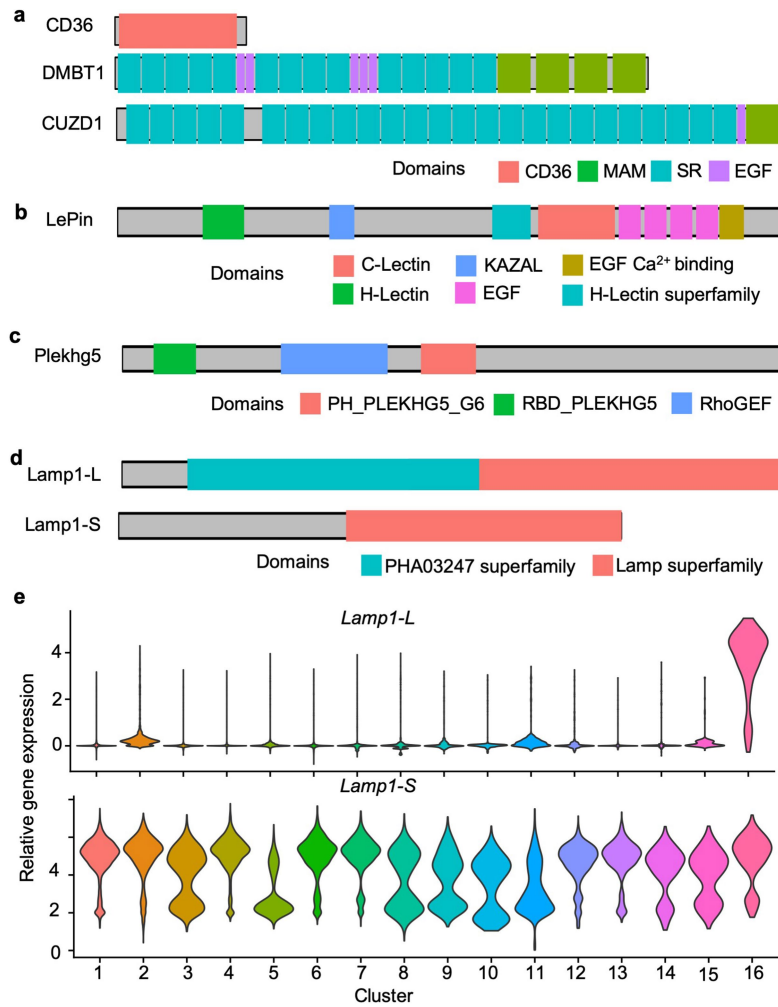 a
CD36
DMBT1
CUZD1
Domains CD36 MAM SR EGF
b
LePin
Domains
C-Lectin KAZAL EGF Ca²⁺ binding
H-Lectin EGF H-Lectin superfamily
c
Plekhg5
Domains PH_PLEKHG5_G6 RBD_PLEKHG5 RhoGEF
d
Lamp1-L
Lamp1-S
Domains
PHA03247 superfamily Lamp superfamily
e
Lamp1-L
4
2
0
Relative gene expression
Lamp1-S
4
2
0
1 2 3 4 5 6 7 8 9 10 11 12 13 14 15 16
Cluster